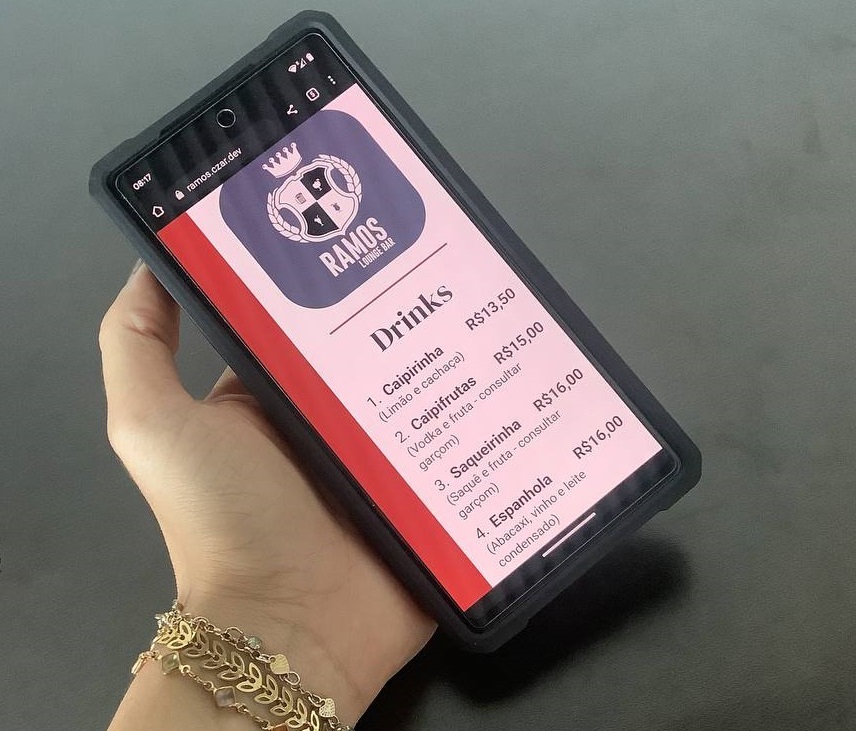 08:17
ramos.czar.dev
RAMOS
LOUNGE BAR
Drinks
1. Caipirinha R$13,50
(Limão e cachaça)
2. Caipifrutas R$15,00
(Vodka e fruta - consultar
garçom)
3. Saqueirinha R$16,00
(Saquê e fruta - consultar
garçom)
4. Espanhola R$16,00
(Abacaxi, vinho e leite
condensado)